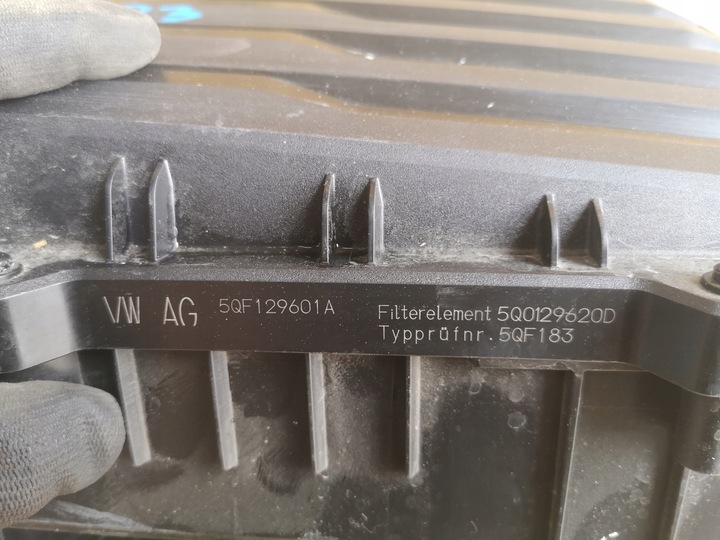 VW AG 5QF129601A Filterelement 5Q0129620D
Typprüfnr. 5QF183